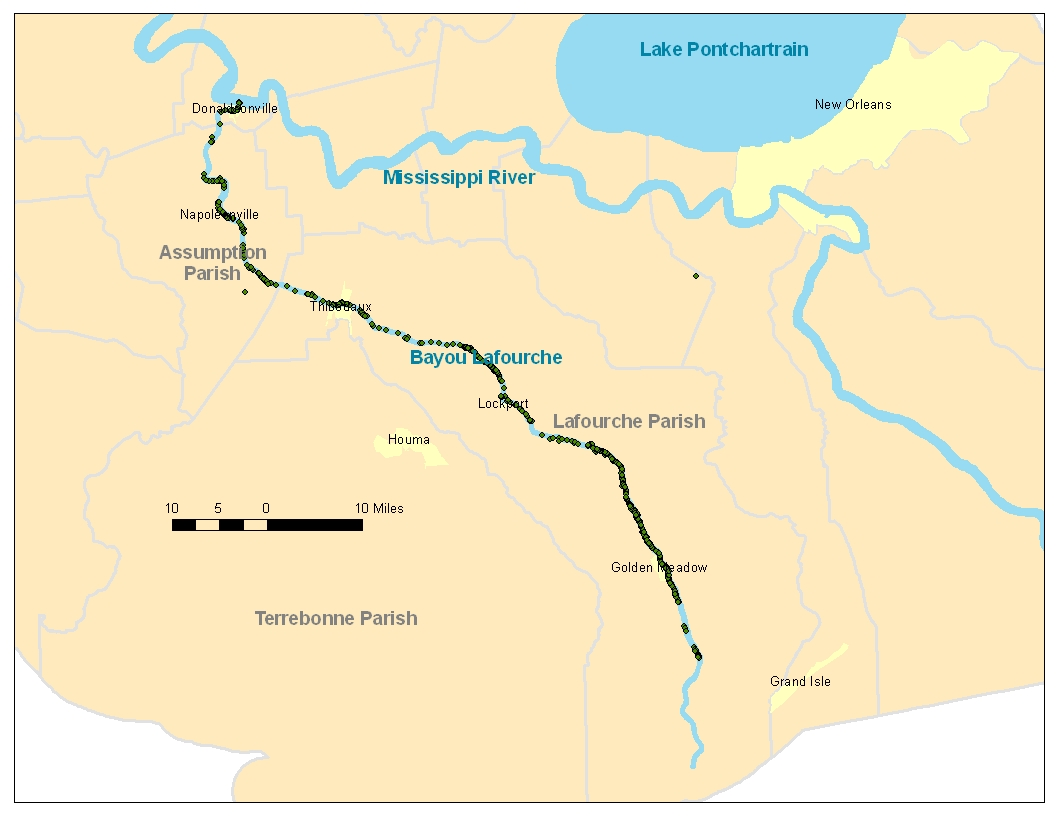 Lake Pontchartrain
New Orleans
Donaldsonville
Mississippi River
Napoleonville
Assumption
Parish
Thibodaux
Bayou Lafourche
Lockport
Lafourche Parish
Houma
10 5 0 10 Miles
Golden Meadow
Terrebonne Parish
Grand Isle